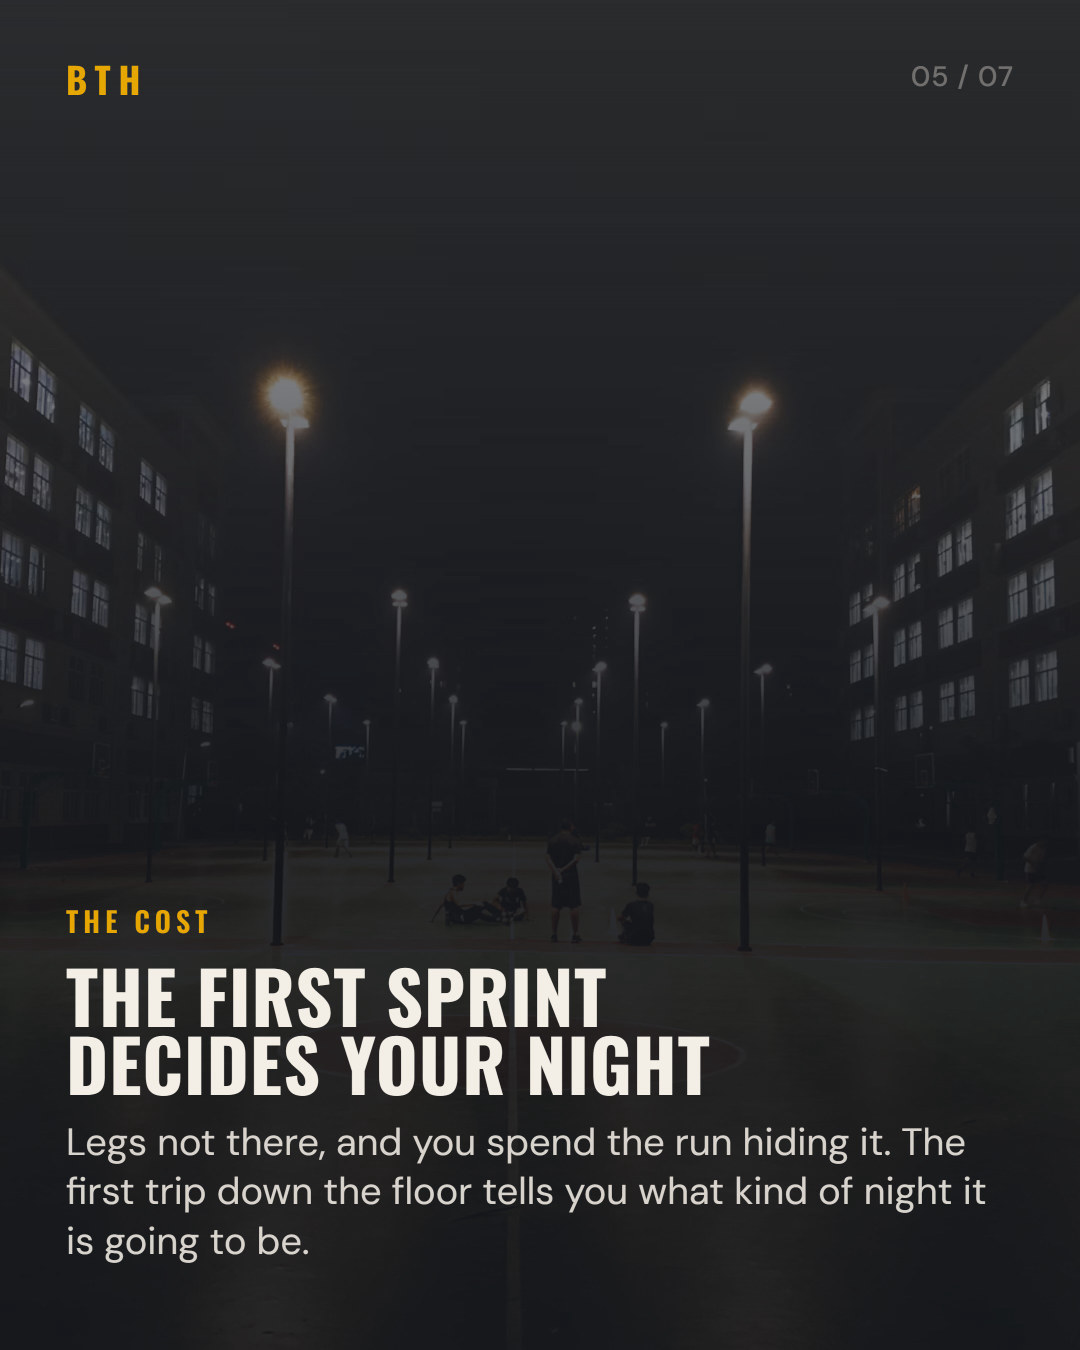 BTH
05 / 07
THE COST
THE FIRST SPRINT
DECIDES YOUR NIGHT
Legs not there, and you spend the run hiding it. The
first trip down the floor tells you what kind of night it
is going to be.